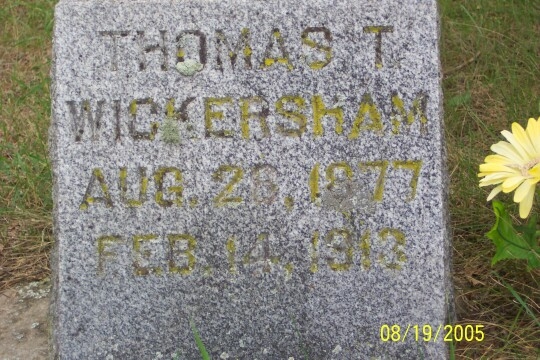 THOMAS T.
WICKERSHAM
AUG. 28, 1877
FEB. 14, 1913
08/19/2005